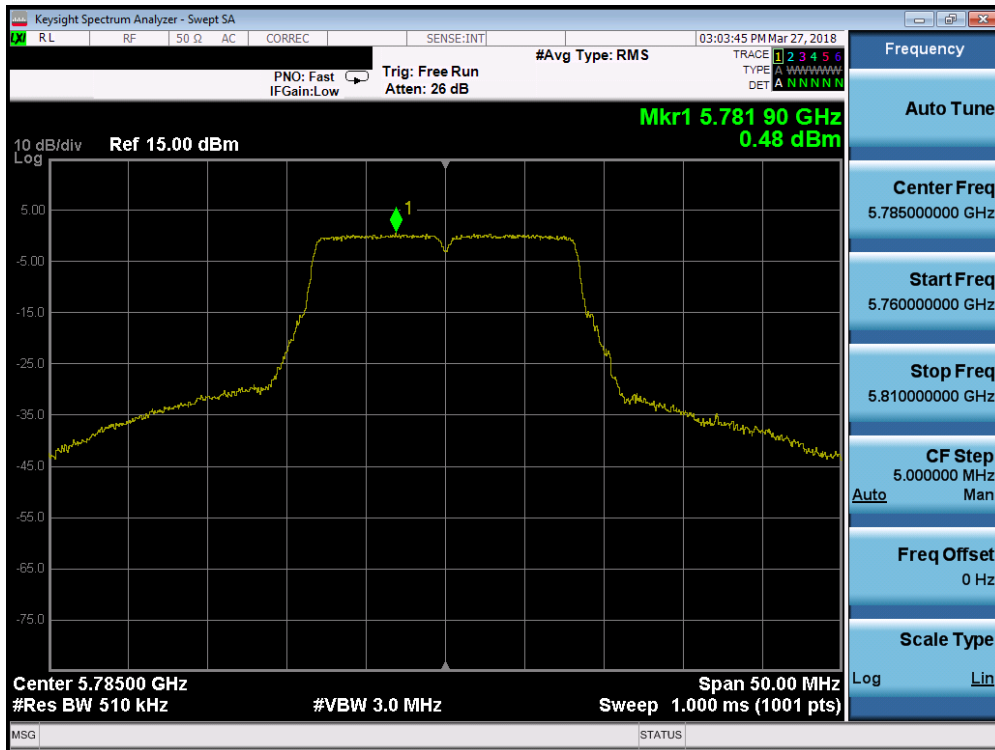 Keysight Spectrum Analyzer - Swept SA
LXI RL RF 50 Ω AC CORREC SENSE:INT 03:03:45 PM Mar 27, 2018
#Avg Type: RMS TRACE 1 2 3 4 5 6
PNO: Fast Trig: Free Run TYPE A WWWWW
IFGain:Low Atten: 26 dB DET A N N N N N
Mkr1 5.781 90 GHz
0.48 dBm
10 dB/div Ref 15.00 dBm
Log
1
5.00
-5.00
-15.0
-25.0
-35.0
-45.0
-55.0
-65.0
-75.0
Center 5.78500 GHz Span 50.00 MHz
#Res BW 510 kHz #VBW 3.0 MHz Sweep 1.000 ms (1001 pts)
MSG STATUS
Frequency
Auto Tune
Center Freq
5.785000000 GHz
Start Freq
5.760000000 GHz
Stop Freq
5.810000000 GHz
CF Step
5.000000 MHz
Auto Man
Freq Offset
0 Hz
Scale Type
Log Lin